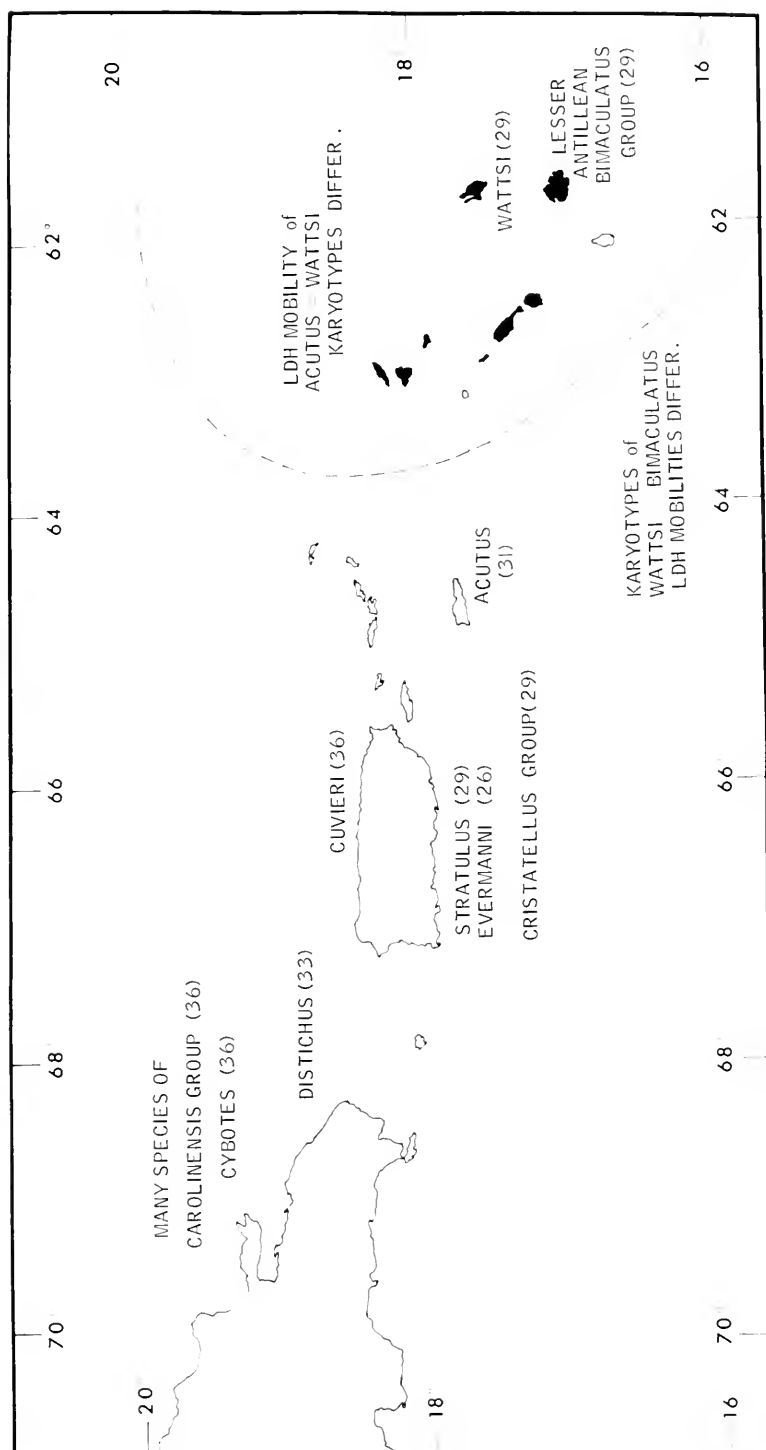 70
68
66
64
62°
20
20
MANY SPECIES OF
CAROLINENSIS GROUP (36)
CYBOTES (36)
DISTICHUS (33)
CUVIERI (36)
LDH MOBILITY of
ACUTUS WATTSI
KARYOTYPES DIFFER.
18
18
STRATULUS (29)
EVERMANNI (26)
CRISTATELLUS GROUP (29)
ACUTUS
(31)
WATTSI (29)
LESSER
ANTILLEAN
BIMACULATUS
GROUP (29)
KARYOTYPES of
WATTSI BIMACULATUS
LDH MOBILITIES DIFFER.
16
16
70
68
66
64
62